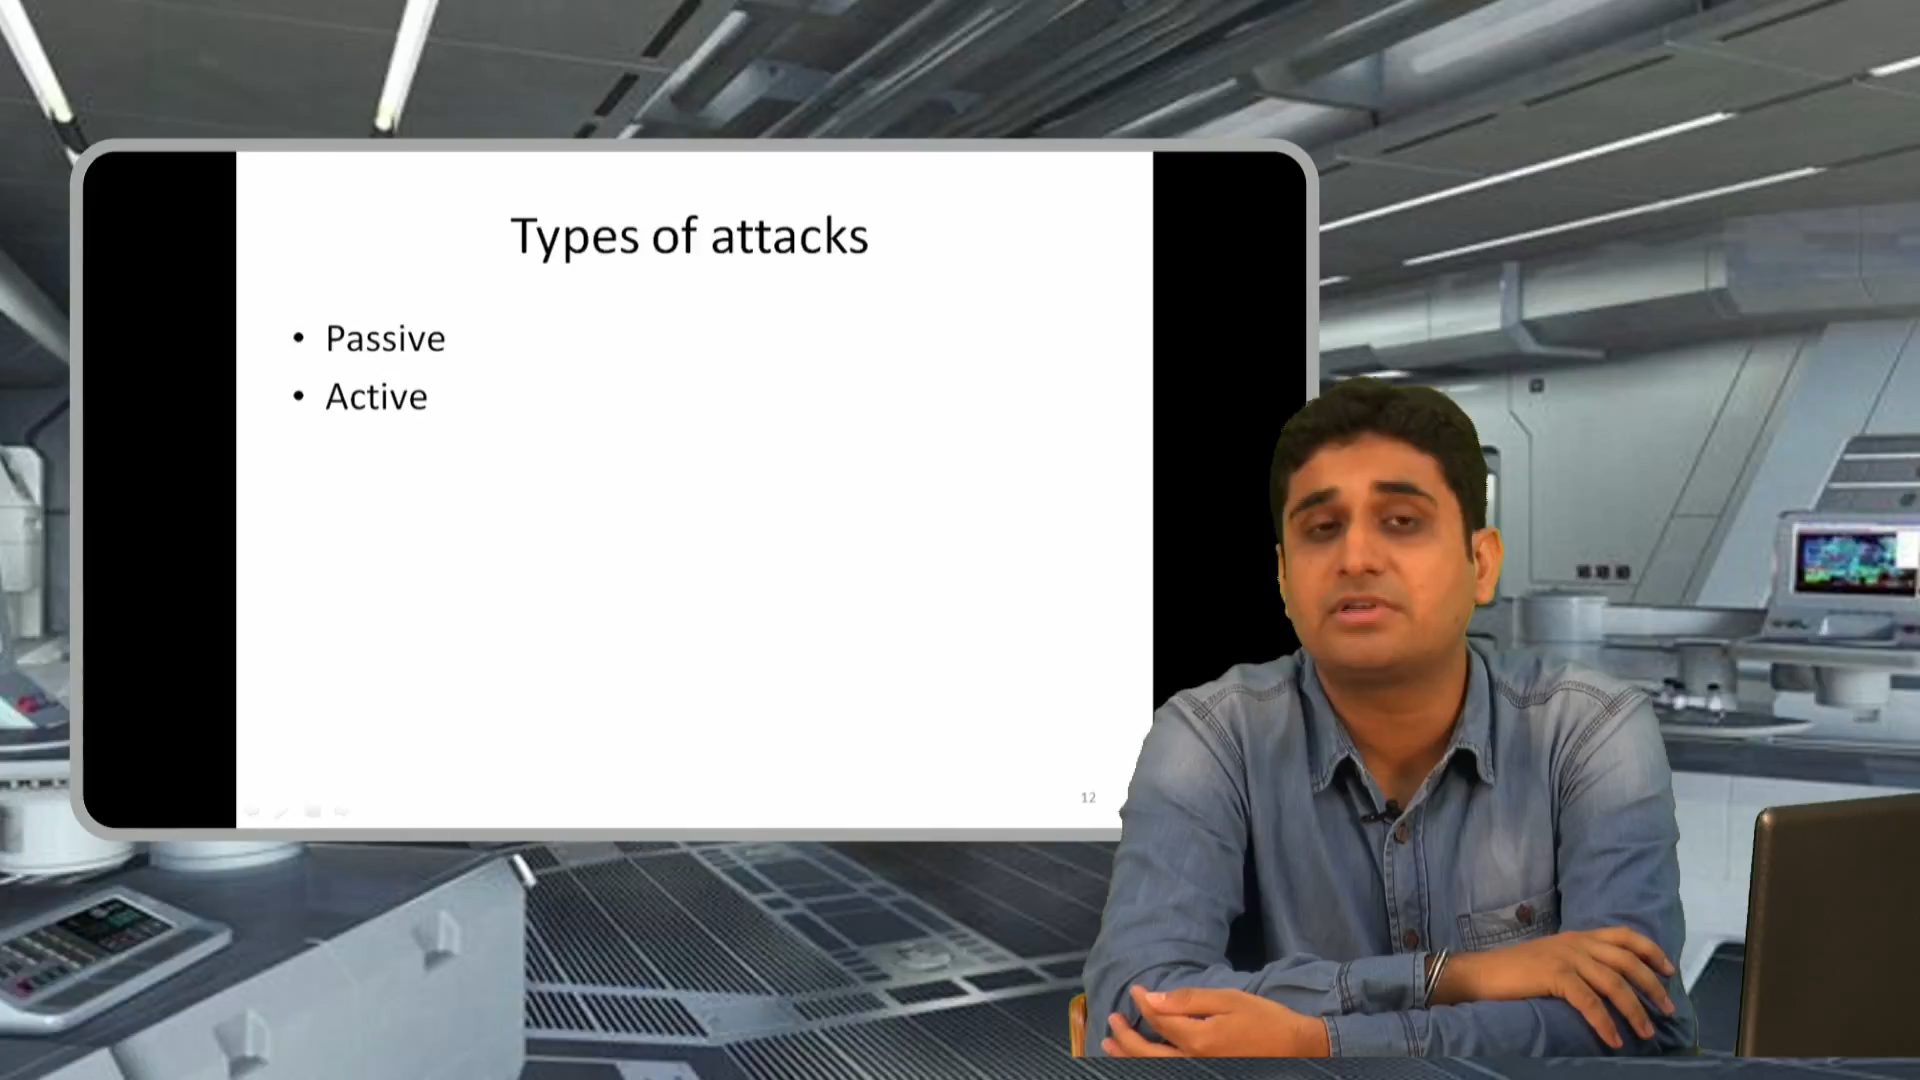 Types of attacks
• Passive
• Active
12